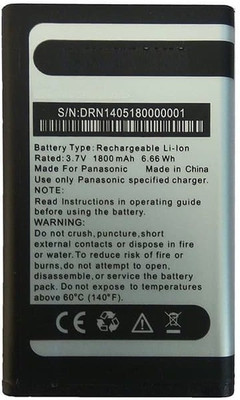 S/N:DRN1405180000001
Battery Type: Rechargeable Li-Ion
Rated: 3.7V 1800mAh 6.66 Wh
Made for Panasonic Made in China
Use only Panasonic charging system
NOTE:
Read Instructions in operating guide
before using battery
WARNING:
Do not crush,puncture,short
external contacts or dispose in fire
or water. To reduce risk of fire or
burns, do not attempt to open,
disassemble, or service the battery
pack. Do not expose to temperatures
above 60°C (140°F)